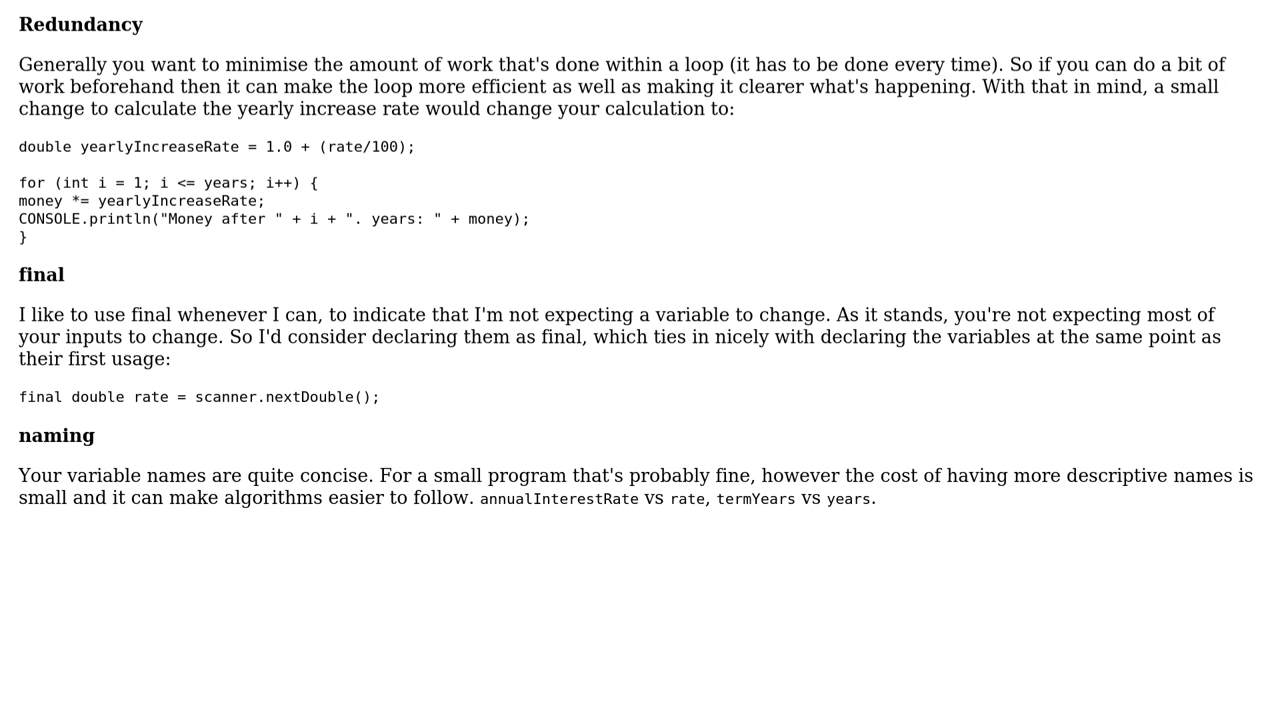 Redundancy
Generally you want to minimise the amount of work that's done within a loop (it has to be done every time). So if you can do a bit of
work beforehand then it can make the loop more efficient as well as making it clearer what's happening. With that in mind, a small
change to calculate the yearly increase rate would change your calculation to:
double yearlyIncreaseRate = 1.0 + (rate/100);
for (int i = 1; i <= years; i++) {
money *= yearlyIncreaseRate;
CONSOLE.println("Money after " + i + ". years: " + money);
}
final
I like to use final whenever I can, to indicate that I'm not expecting a variable to change. As it stands, you're not expecting most of
your inputs to change. So I'd consider declaring them as final, which ties in nicely with declaring the variables at the same point as
their first usage:
final double rate = scanner.nextDouble();
naming
Your variable names are quite concise. For a small program that's probably fine, however the cost of having more descriptive names is
small and it can make algorithms easier to follow. annualInterestRate vs rate, termYears vs years.